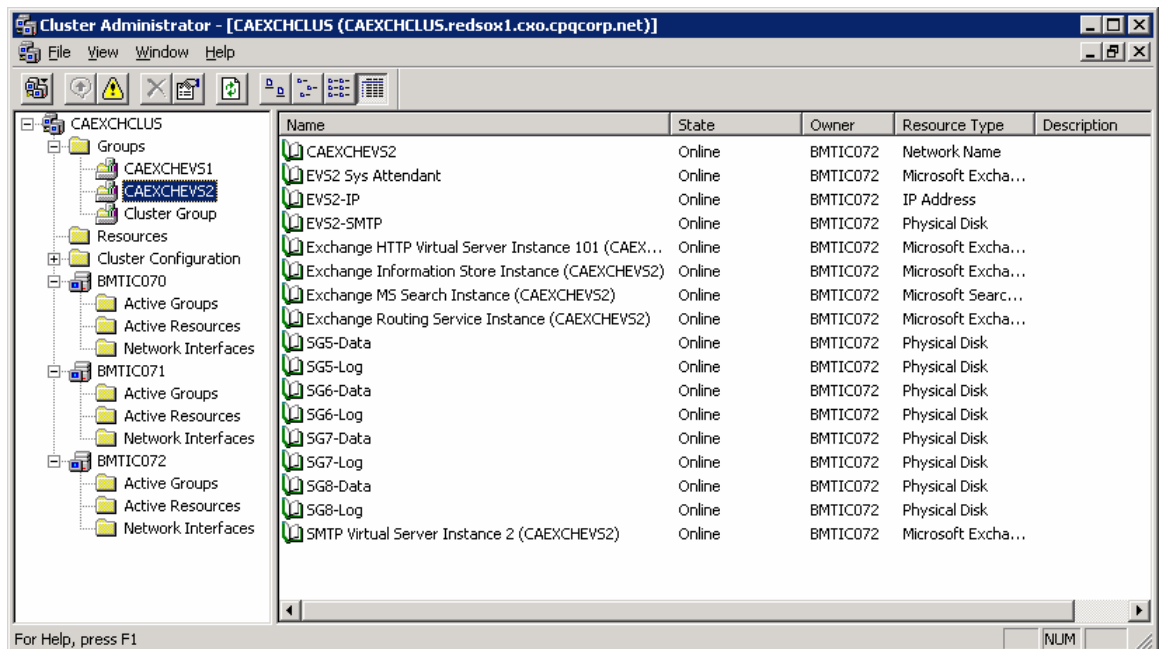 Cluster Administrator - [CAEXCHCLUS (CAEXCHCLUS.redsox1.cxo.cpqcorp.net)]
File View Window Help
CAEXCHCLUS
Groups
CAEXCHEVS1
CAEXCHEVS2
Cluster Group
Resources
Cluster Configuration
BMTIC070
Active Groups
Active Resources
Network Interfaces
BMTIC071
Active Groups
Active Resources
Network Interfaces
BMTIC072
Active Groups
Active Resources
Network Interfaces
Name State Owner Resource Type Description
CAEXCHEVS2 Online BMTIC072 Network Name
EVS2 Sys Attendant Online BMTIC072 Microsoft Excha...
EVS2-IP Online BMTIC072 IP Address
EVS2-SMTP Online BMTIC072 Physical Disk
Exchange HTTP Virtual Server Instance 101 (CAEX... Online BMTIC072 Microsoft Excha...
Exchange Information Store Instance (CAEXCHEVS2) Online BMTIC072 Microsoft Excha...
Exchange MS Search Instance (CAEXCHEVS2) Online BMTIC072 Microsoft Searc...
Exchange Routing Service Instance (CAEXCHEVS2) Online BMTIC072 Microsoft Excha...
SG5-Data Online BMTIC072 Physical Disk
SG5-Log Online BMTIC072 Physical Disk
SG6-Data Online BMTIC072 Physical Disk
SG6-Log Online BMTIC072 Physical Disk
SG7-Data Online BMTIC072 Physical Disk
SG7-Log Online BMTIC072 Physical Disk
SG8-Data Online BMTIC072 Physical Disk
SG8-Log Online BMTIC072 Physical Disk
SMTP Virtual Server Instance 2 (CAEXCHEVS2) Online BMTIC072 Microsoft Excha...
For Help, press F1 NUM